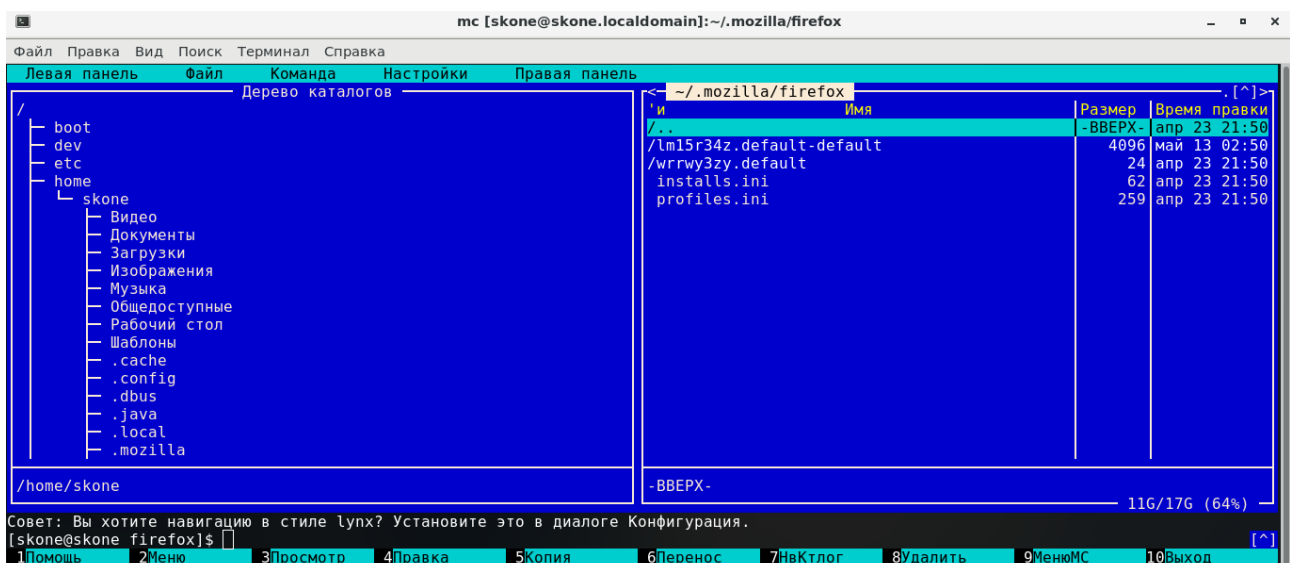 mc [skone@skone.localdomain]:~/.mozilla/firefox
Файл Правка Вид Поиск Терминал Справка
Левая панель Файл Команда Настройки Правая панель
Дерево каталогов
/
boot
dev
etc
home
skone
Видео
Документы
Загрузки
Изображения
Музыка
Общедоступные
Рабочий стол
Шаблоны
.cache
.config
.dbus
.java
.local
.mozilla
/home/skone
<─ ~/.mozilla/firefox .[^]>
'и Имя Размер Время правки
/.. -ВВЕРХ- апр 23 21:50
/lm15r34z.default-default 4096 май 13 02:50
/wrrwy3zy.default 24 апр 23 21:50
installs.ini 62 апр 23 21:50
profiles.ini 259 апр 23 21:50
-ВВЕРХ-
11G/17G (64%)
Совет: Вы хотите навигацию в стиле lynx? Установите это в диалоге Конфигурация.
[skone@skone firefox]$ [^]
1Помощь 2Меню 3Просмотр 4Правка 5Копия 6Перенос 7НвКтлог 8Удалить 9МенюМС 10Выход